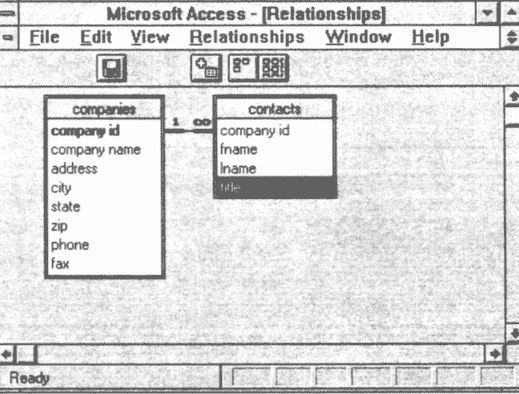 Microsoft Access - [Relationships]
File Edit View Relationships Window Help
companies
company id
company name
address
city
state
zip
phone
fax
1 ∞
contacts
company id
fname
lname
title
Ready